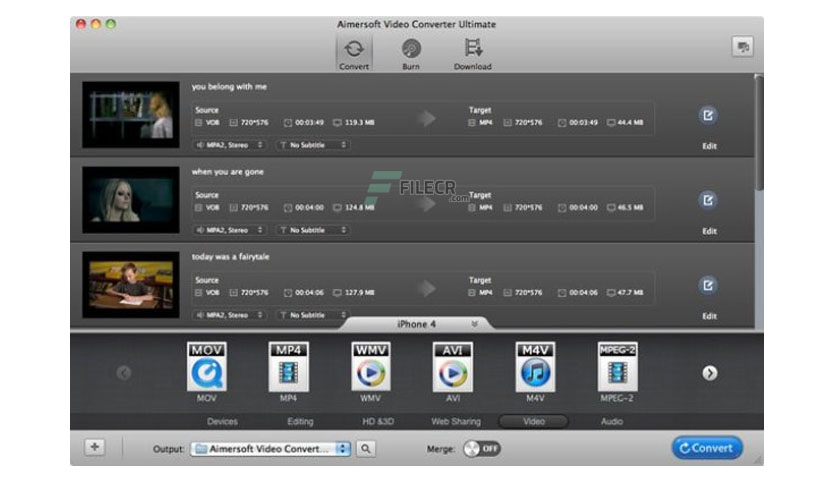 Aimersoft Video Converter Ultimate
Convert Burn Download
you belong with me
Source Target
VOB 720*576 00:03:49 119.3 MB MP4 720*576 00:03:49 44.4 MB
MPA2, Stereo No Subtitle Edit
when you are gone
FILECR
.com
Source Target
VOB 720*576 00:04:00 124.8 MB MP4 720*576 00:04:00 46.5 MB
MPA2, Stereo No Subtitle Edit
today was a fairytale
Source Target
VOB 720*576 00:04:06 127.9 MB MP4 720*576 00:04:06 47.7 MB
MPA2, Stereo No Subtitle Edit
iPhone 4
MOV MP4 WMV AVI M4V MPEG-2
MOV MP4 WMV AVI M4V MPEG-2
Devices Editing HD &3D Web Sharing Video Audio
Output: Aimersoft Video Convert... Merge: OFF Convert